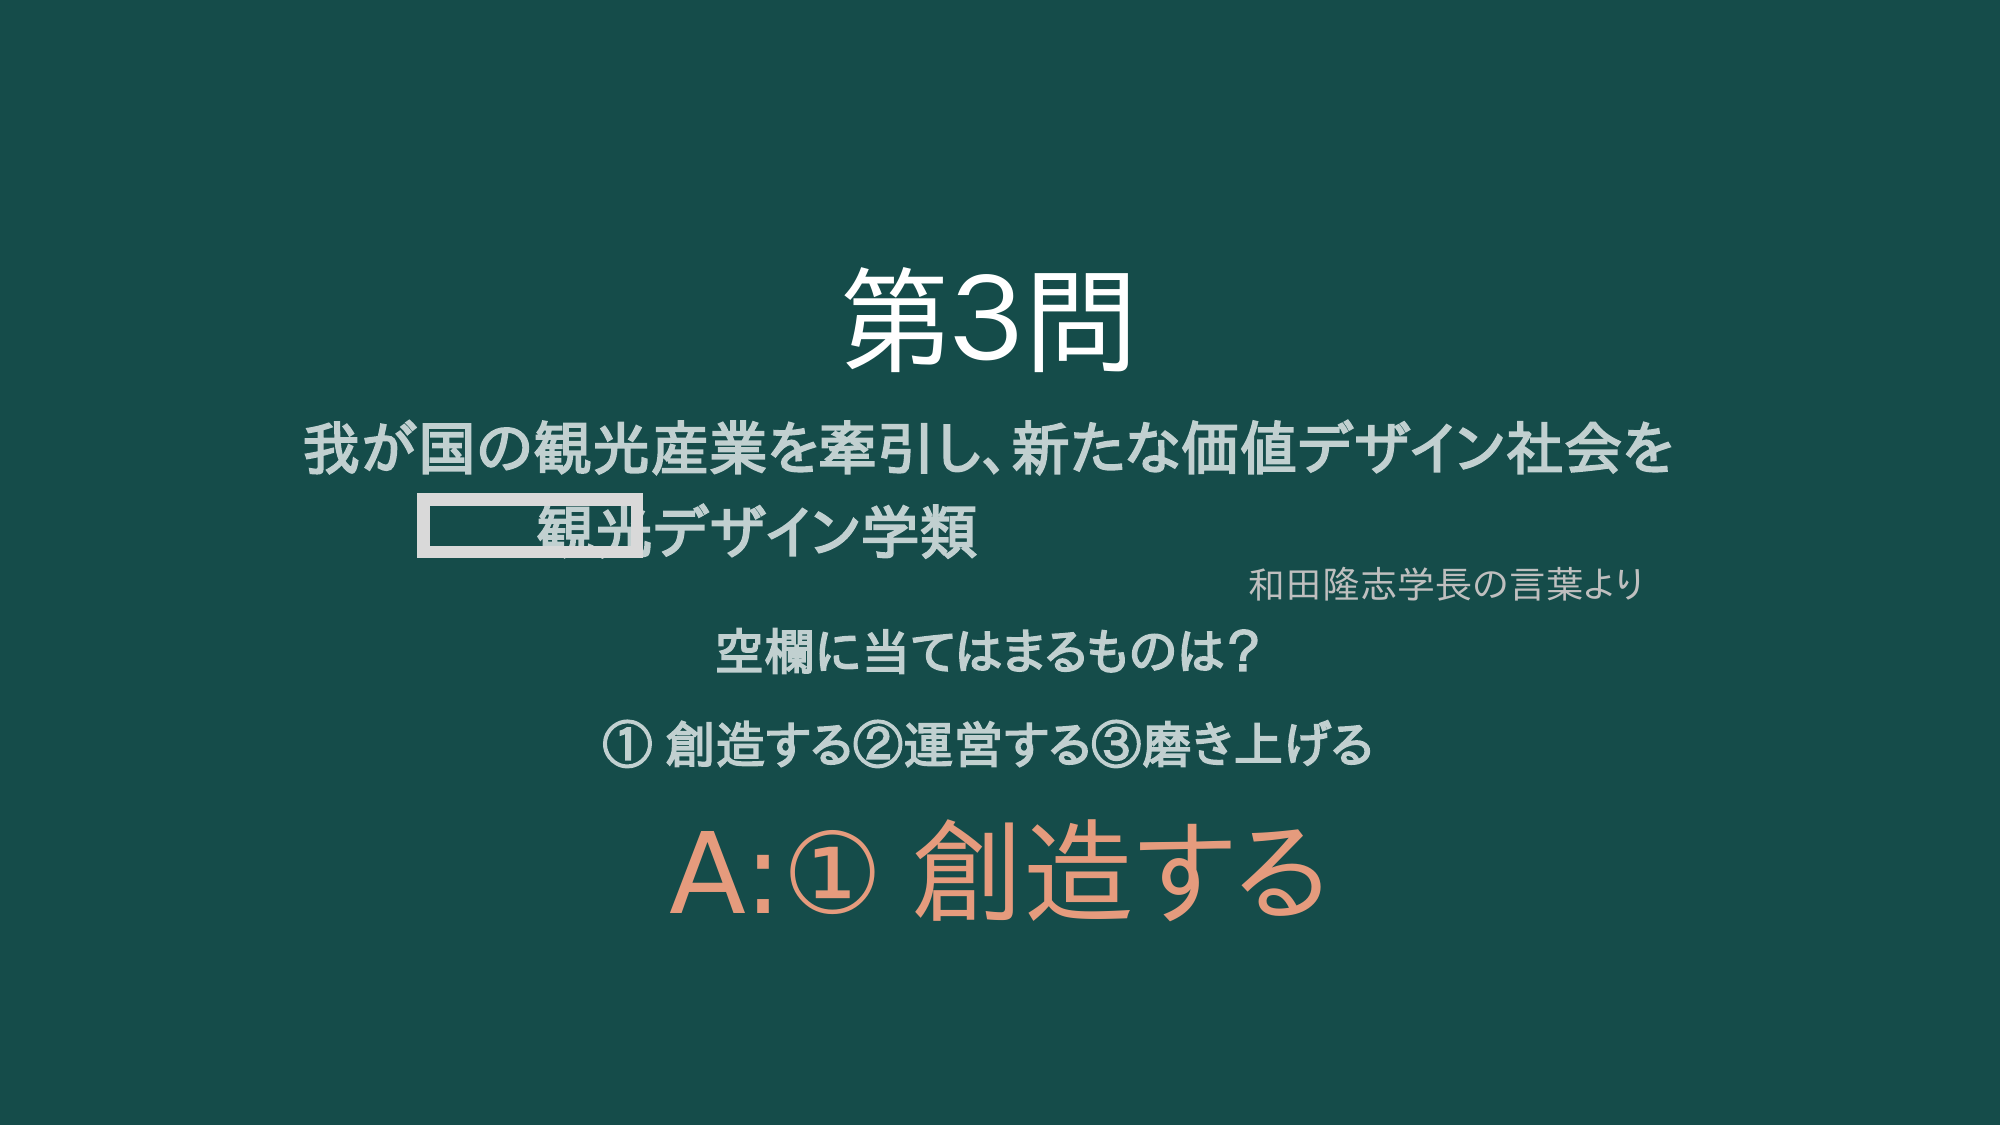 第3問
我が国の観光産業を牽引し、新たな価値デザイン社会を
観光デザイン学類
和田隆志学長の言葉より
空欄に当てはまるものは？
① 創造する②運営する③磨き上げる
A:① 創造する